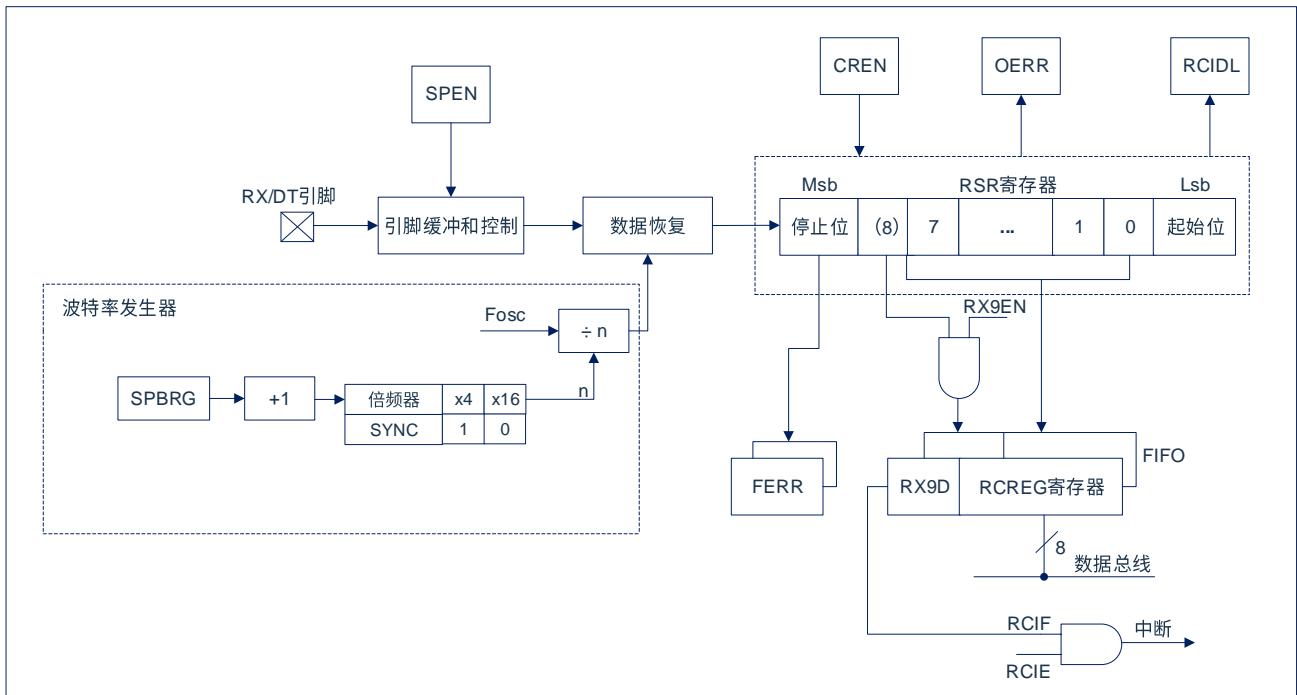 CREN
OERR
RCIDL
SPEN
Msb
RSR寄存器
Lsb
RX/DT引脚
引脚缓冲和控制
数据恢复
停止位
(8)
7
...
1
0
起始位
波特率发生器
Fosc
÷ n
RX9EN
SPBRG
+1
倍频器
x4
x16
n
SYNC
1
0
FERR
RX9D
RCREG寄存器
FIFO
8
数据总线
RCIF
中断
RCIE